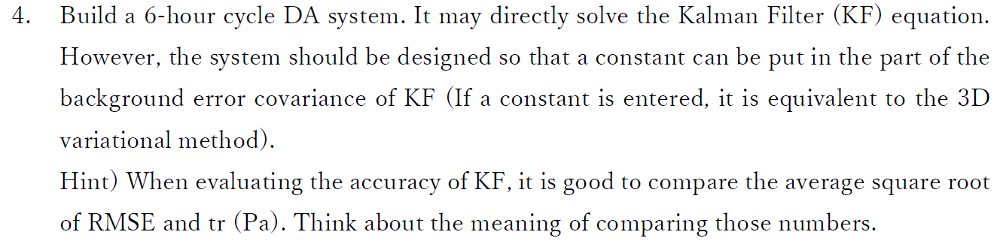 4. Build a 6-hour cycle DA system. It may directly solve the Kalman Filter (KF) equation.
However, the system should be designed so that a constant can be put in the part of the
background error covariance of KF (If a constant is entered, it is equivalent to the 3D
variational method).
Hint) When evaluating the accuracy of KF, it is good to compare the average square root
of RMSE and tr (Pa). Think about the meaning of comparing those numbers.